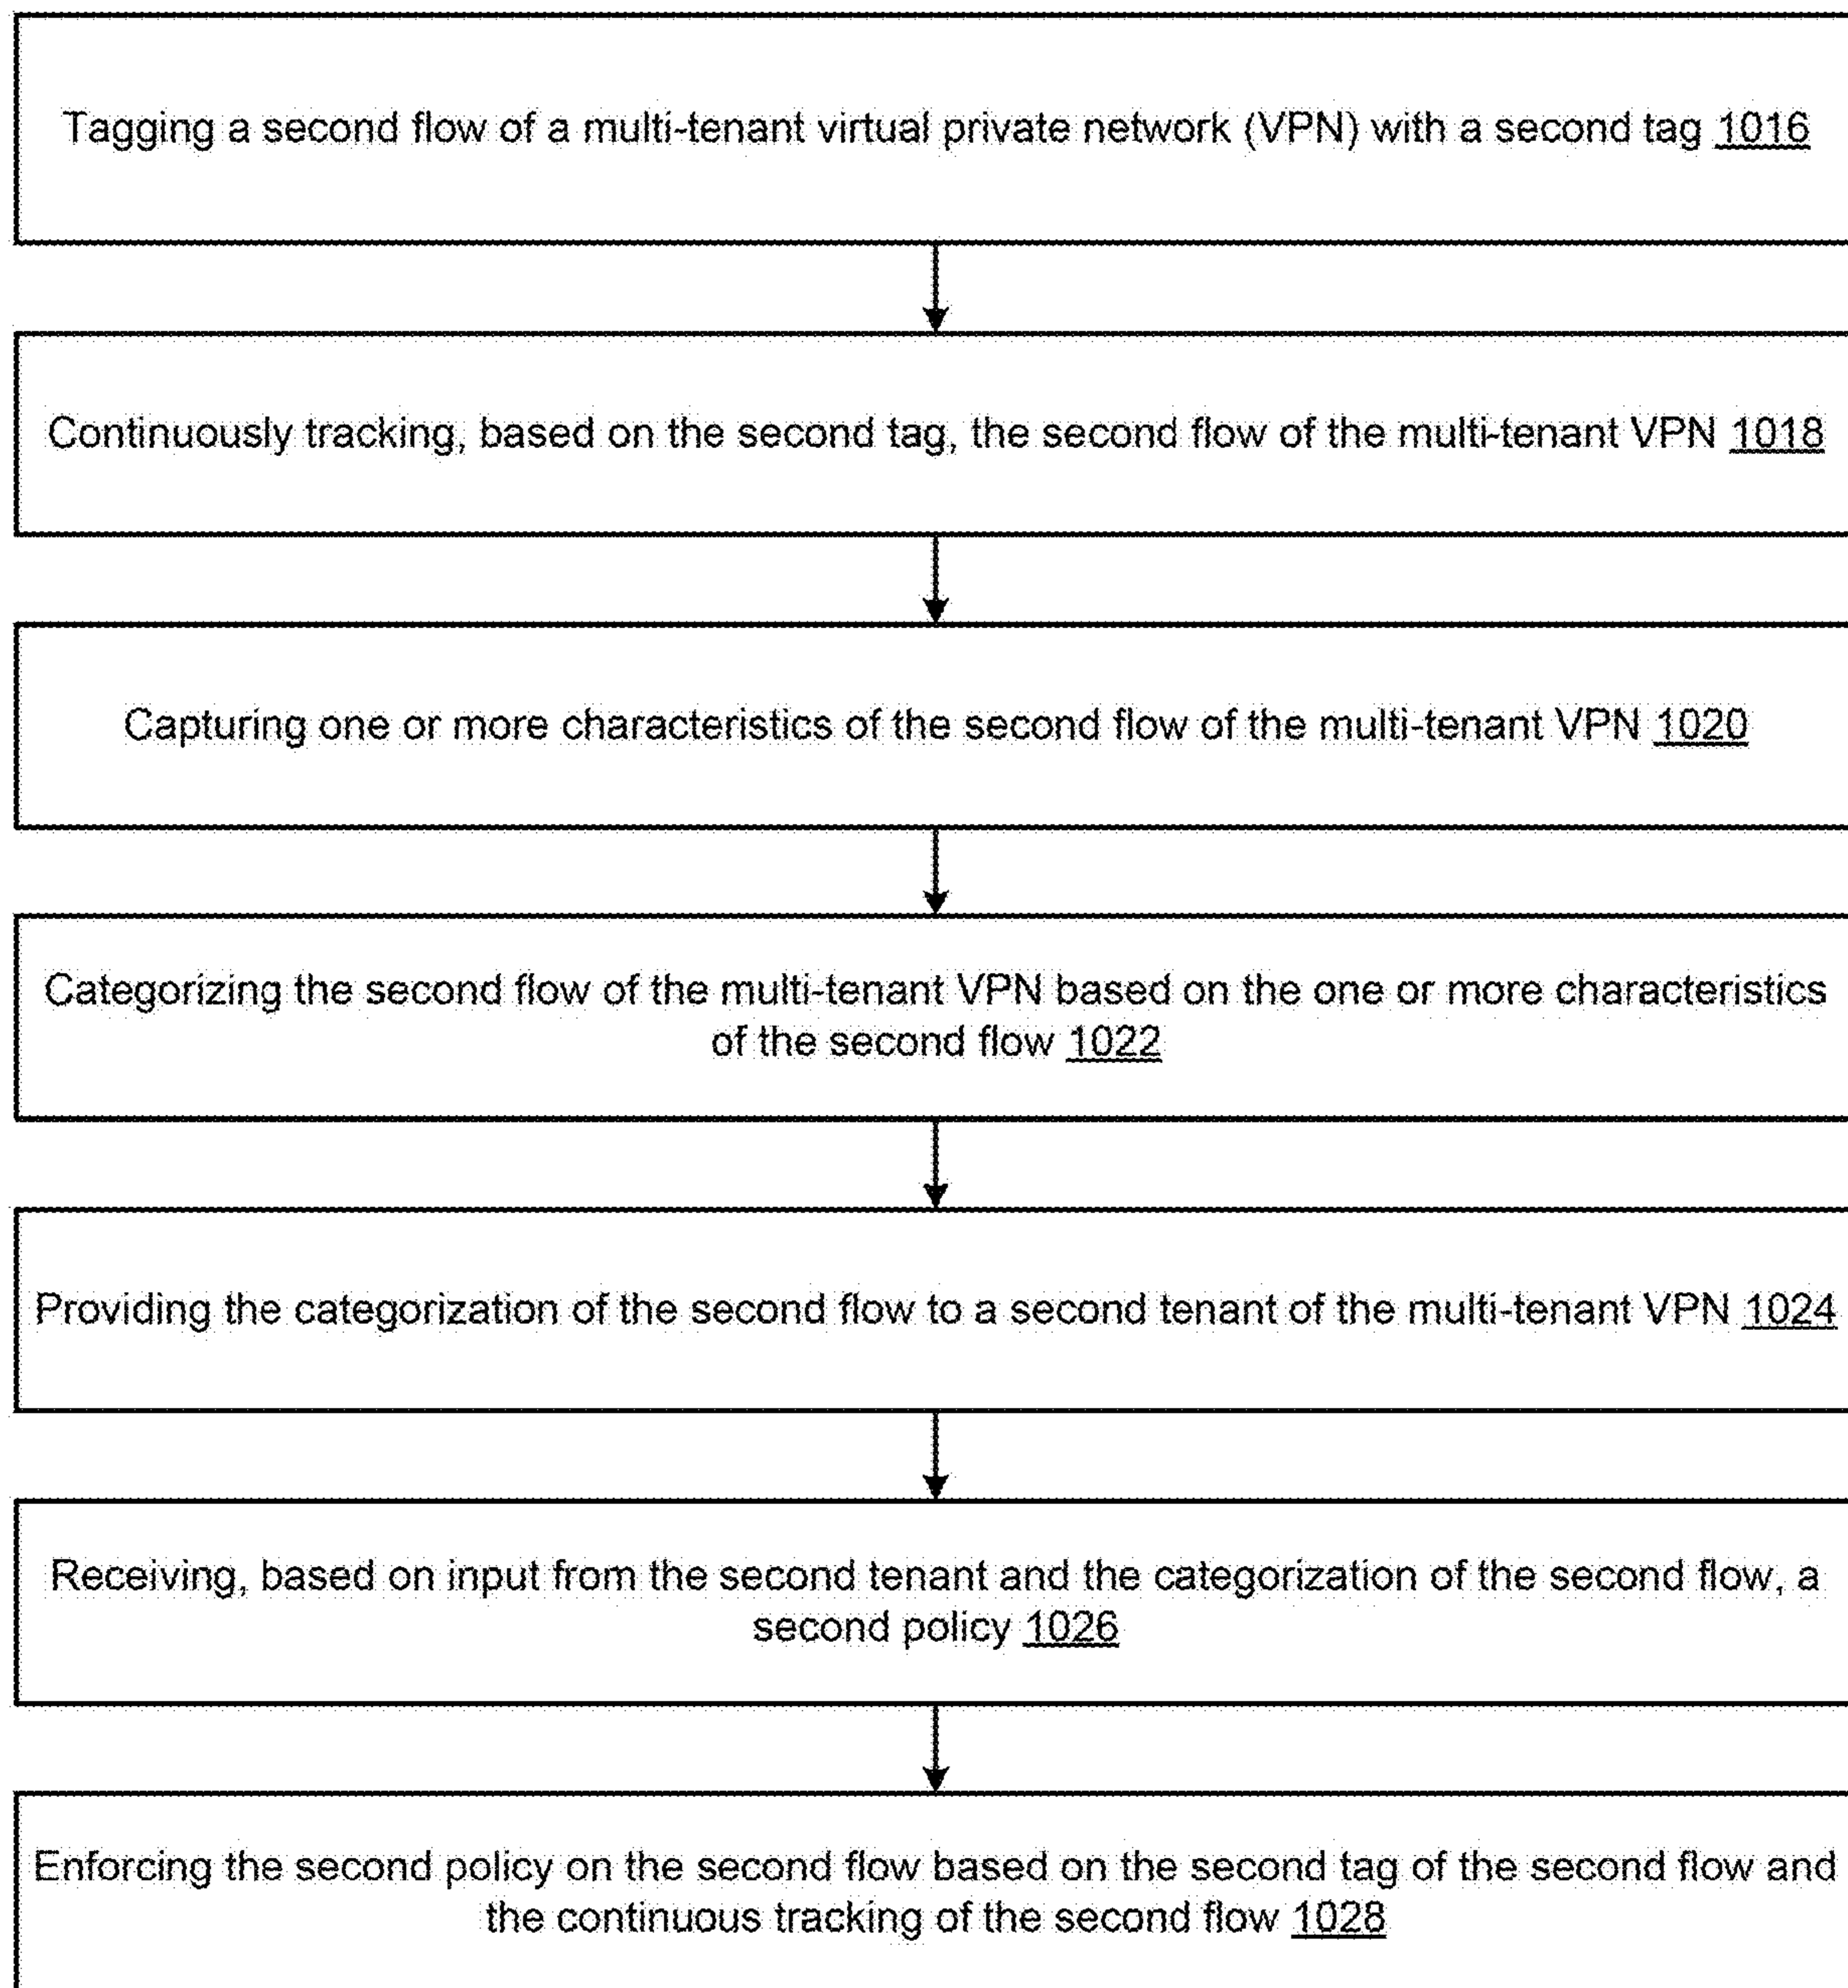 Tagging a second flow of a multi-tenant virtual private network (VPN) with a second tag 1016
Continuously tracking, based on the second tag, the second flow of the multi-tenant VPN 1018
Capturing one or more characteristics of the second flow of the multi-tenant VPN 1020
Categorizing the second flow of the multi-tenant VPN based on the one or more characteristics
of the second flow 1022
Providing the categorization of the second flow to a second tenant of the multi-tenant VPN 1024
Receiving, based on input from the second tenant and the categorization of the second flow, a
second policy 1026
Enforcing the second policy on the second flow based on the second tag of the second flow and
the continuous tracking of the second flow 1028